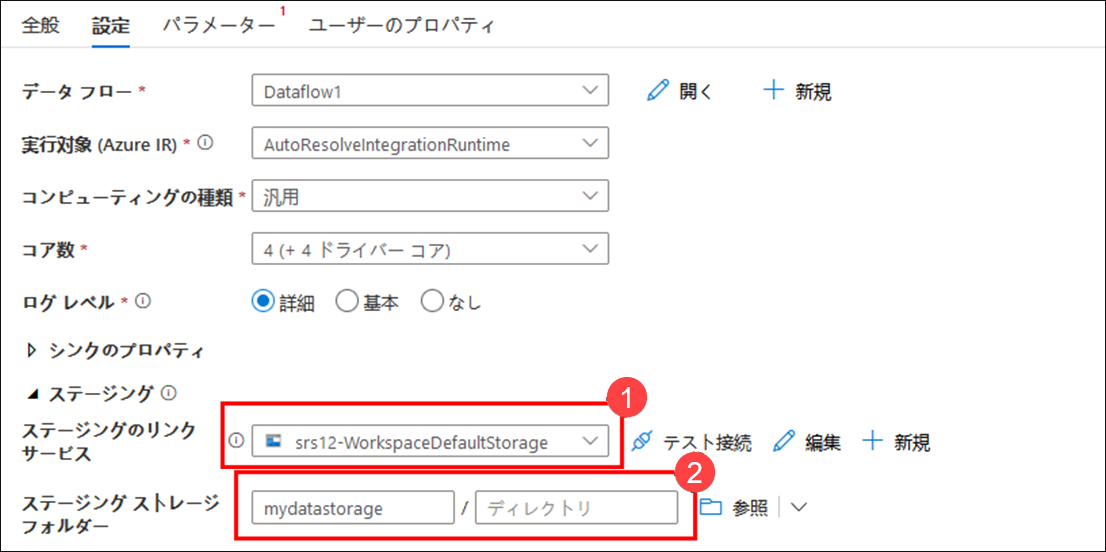 全般 設定 パラメーター 1 ユーザーのプロパティ
データ フロー * Dataflow1 開く 新規
実行対象 (Azure IR) * AutoResolveIntegrationRuntime
コンピューティングの種類 * 汎用
コア数 * 4 (+ 4 ドライバー コア)
ログ レベル * 詳細 基本 なし
シンクのプロパティ
ステージング
1
ステージングのリンク
サービス srs12-WorkspaceDefaultStorage テスト接続 編集 新規
2
ステージング ストレージ
フォルダー mydatastorage / ディレクトリ 参照